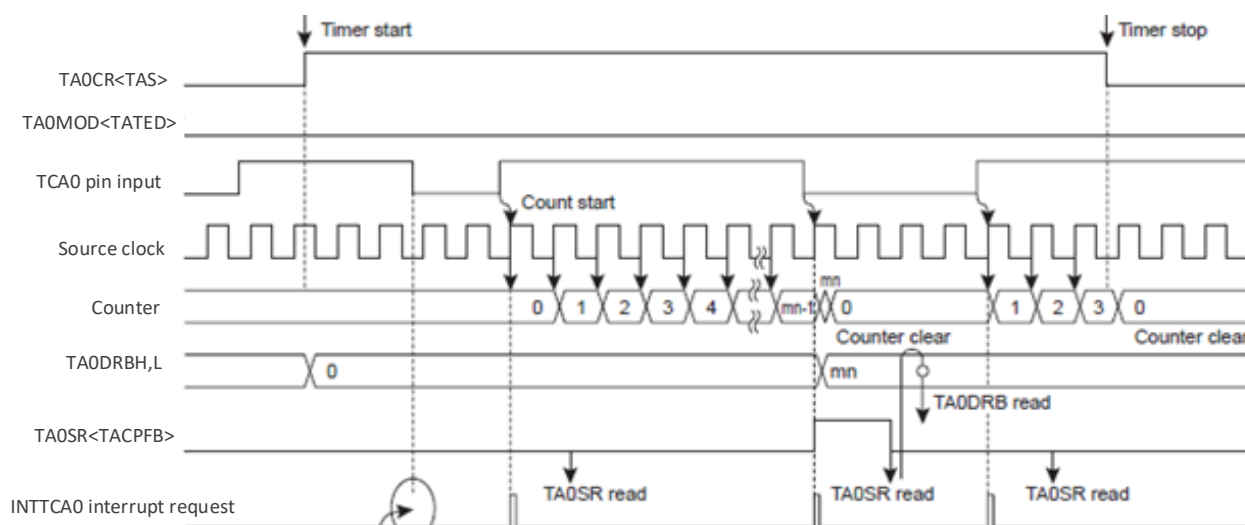 Timer start
Timer stop
TA0CR<TAS>
TA0MOD<TATED>
TCA0 pin input
Count start
Source clock
mn
Counter
0 1 2 3 4 mn-1 0 1 2 3 0
Counter clear
Counter clear
TA0DRBH,L
0
mn
TA0DRB read
TA0SR<TACPFB>
TA0SR read
TA0SR read
TA0SR read
INTTCA0 interrupt request